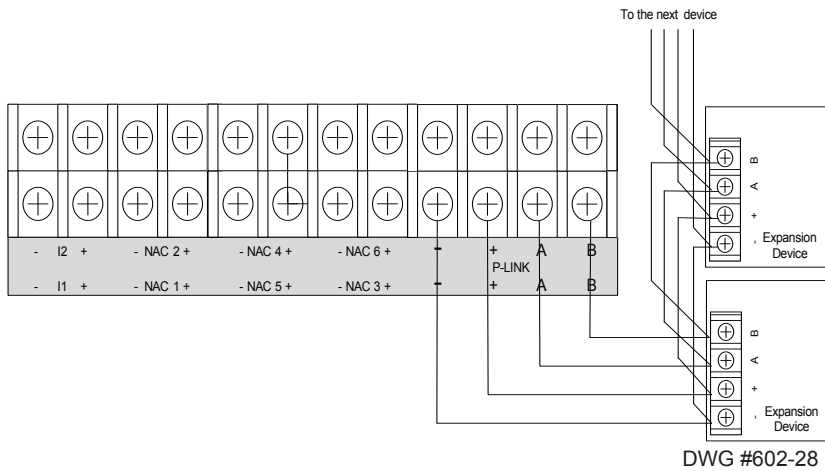 To the next device
B
A
+
-
Expansion
Device
- I2 + - NAC 2 + - NAC 4 + - NAC 6 + - + A B
P-LINK
- I1 + - NAC 1 + - NAC 5 + - NAC 3 + - + A B
B
A
+
-
Expansion
Device
DWG #602-28